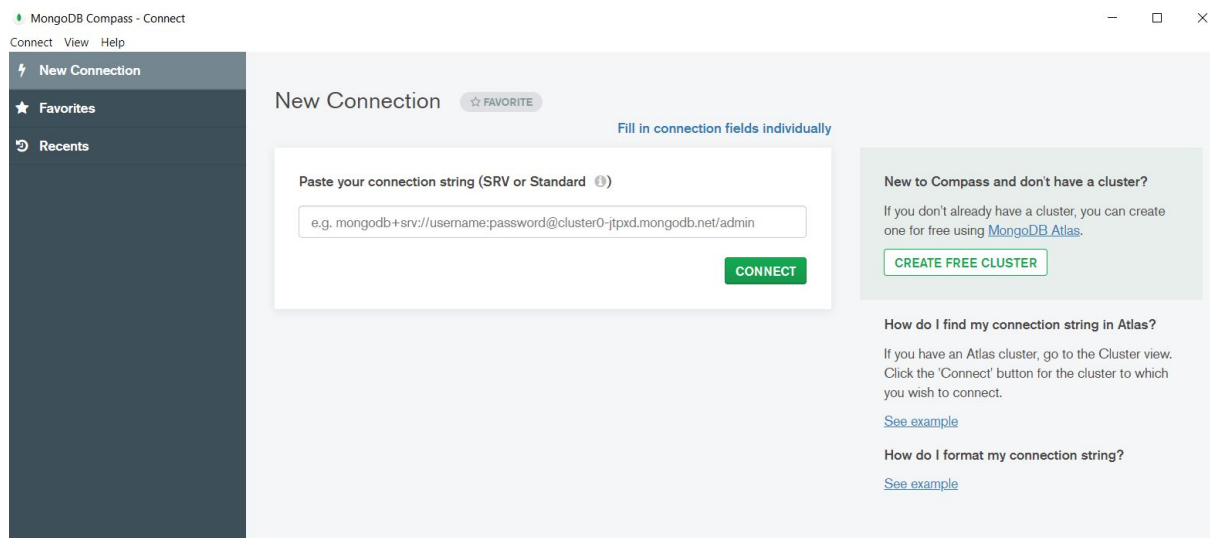 MongoDB Compass - Connect
Connect View Help
New Connection
Favorites
Recents
New Connection
FAVORITE
Fill in connection fields individually
Paste your connection string (SRV or Standard )
e.g. mongodb+srv://username:password@cluster0-jtpxd.mongodb.net/admin
CONNECT
New to Compass and don't have a cluster?
If you don't already have a cluster, you can create
one for free using MongoDB Atlas.
CREATE FREE CLUSTER
How do I find my connection string in Atlas?
If you have an Atlas cluster, go to the Cluster view.
Click the 'Connect' button for the cluster to which
you wish to connect.
See example
How do I format my connection string?
See example